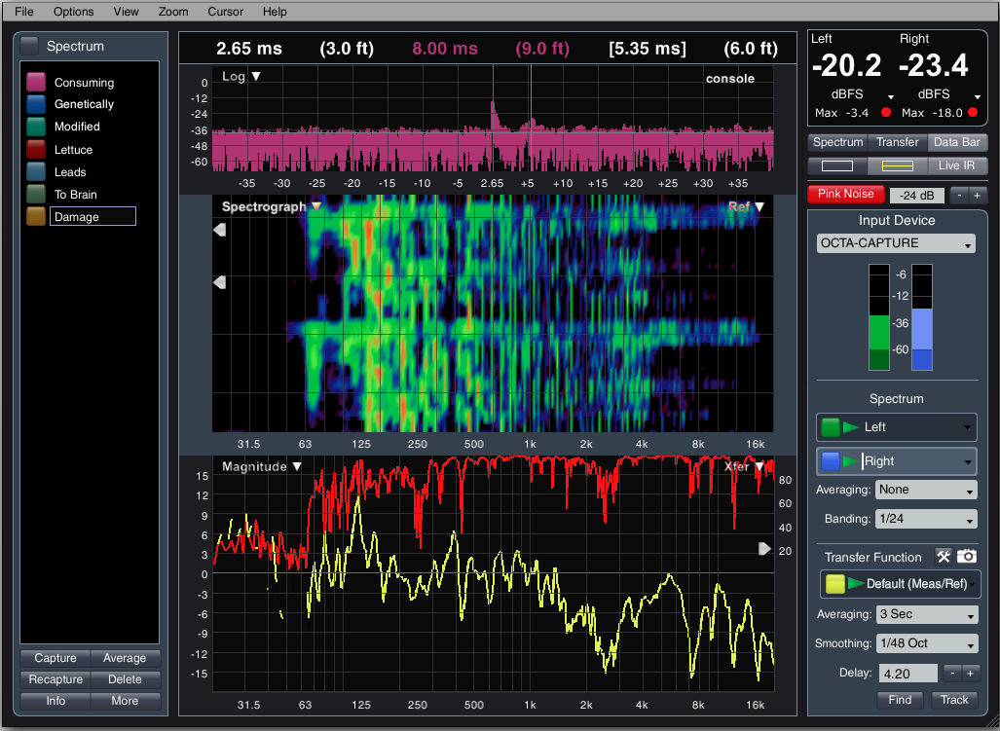 File Options View Zoom Cursor Help
Spectrum
Consuming
Genetically
Modified
Lettuce
Leads
To Brain
Damage
Capture Average
Recapture Delete
Info More
2.65 ms (3.0 ft) 8.00 ms (9.0 ft) [5.35 ms] (6.0 ft)
Log console
0
-12
-24
-36
-48
-60
-35 -30 -25 -20 -15 -10 -5 2.65 +5 +10 +15 +20 +25 +30 +35
Spectrograph Ref
31.5 63 125 250 500 1k 2k 4k 8k 16k
Magnitude Xfer
15
12
9
6
3
0
-3
-6
-9
-12
-15
80
60
40
20
31.5 63 125 250 500 1k 2k 4k 8k 16k
Left Right
-20.2 -23.4
dBFS dBFS
Max -3.4 Max -18.0
Spectrum Transfer Data Bar
Live IR
Pink Noise -24 dB - +
Input Device
OCTA-CAPTURE
-6
-12
-36
-60
Spectrum
Left
Right
Averaging: None
Banding: 1/24
Transfer Function
Default (Meas/Ref)
Averaging: 3 Sec
Smoothing: 1/48 Oct
Delay: 4.20 - +
Find Track